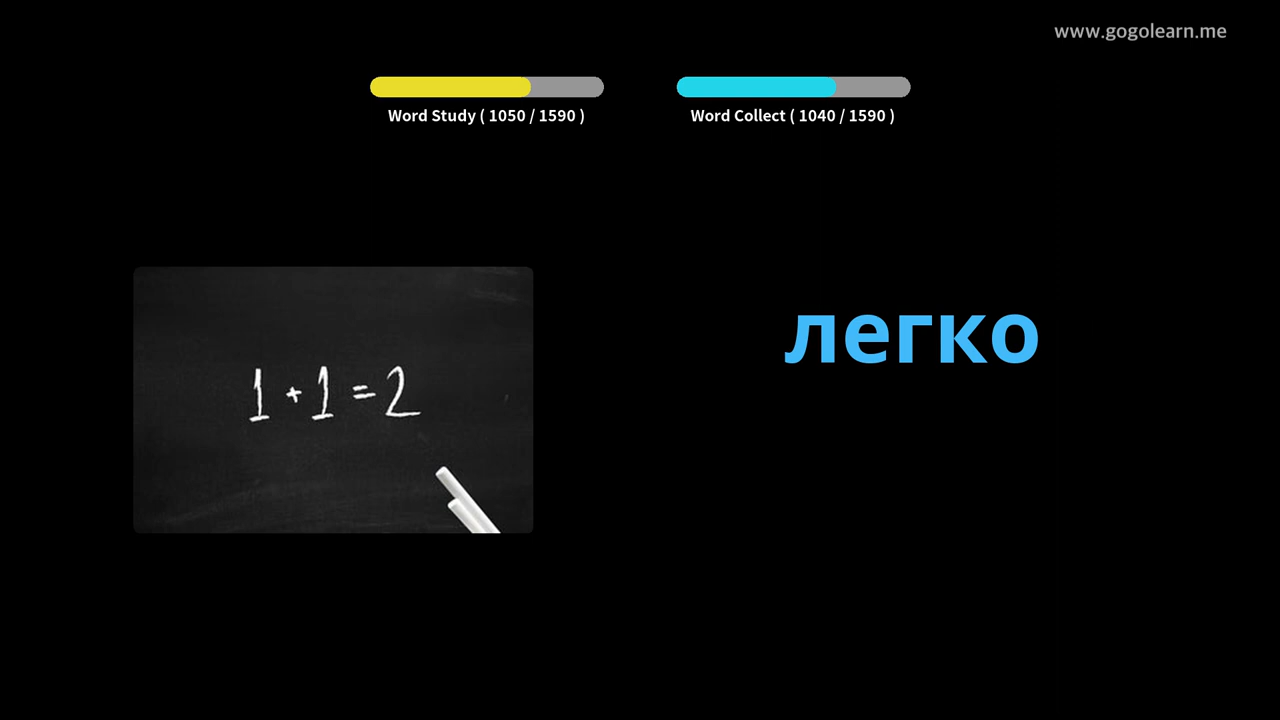 www.gogolearn.me
Word Study ( 1050 / 1590 )
Word Collect ( 1040 / 1590 )
легко
1 + 1 = 2